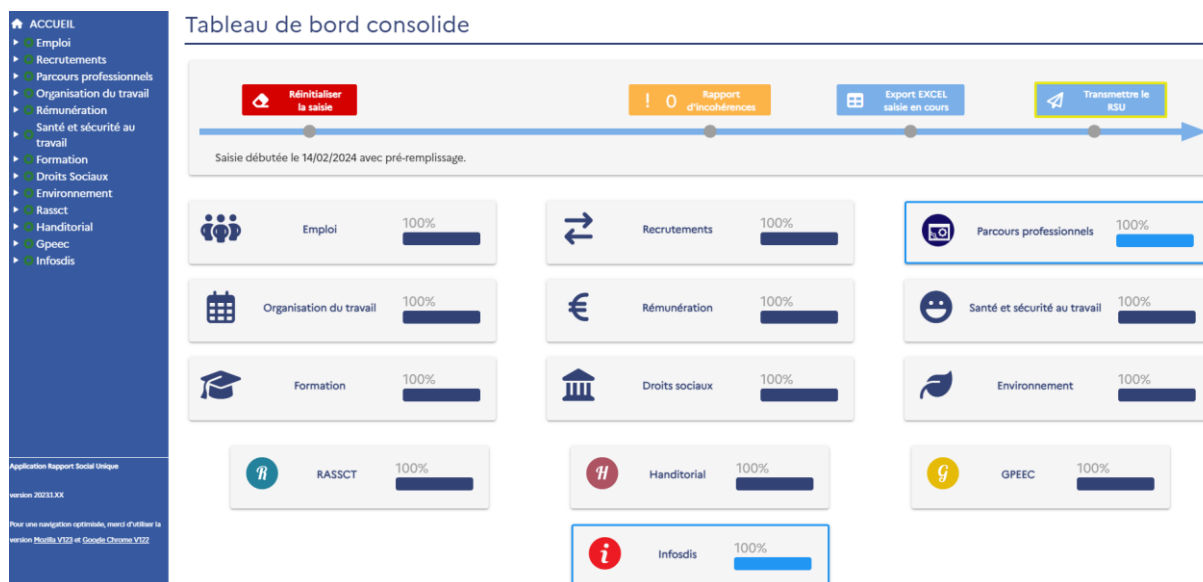 ACCUEIL
Emploi
Recrutements
Parcours professionnels
Organisation du travail
Rémunération
Santé et sécurité au
travail
Formation
Droits Sociaux
Environnement
Rassct
Handitorial
Gpeec
Infosdis
Application Rapport Social Unique
version 20231.XX
Pour une navigation optimisée, merci d'utiliser la
version Mozilla V123 et Google Chrome V122
Tableau de bord consolide
Réinitialiser
la saisie
! 0 Rapport
d'incohérences
Export EXCEL
saisie en cours
Transmettre le
RSU
Saisie débutée le 14/02/2024 avec pré-remplissage.
Emploi 100%
Recrutements 100%
Parcours professionnels 100%
Organisation du travail 100%
€ Rémunération 100%
Santé et sécurité au travail 100%
Formation 100%
Droits sociaux 100%
Environnement 100%
R RASSCT 100%
H Handitorial 100%
G GPEEC 100%
i Infosdis 100%